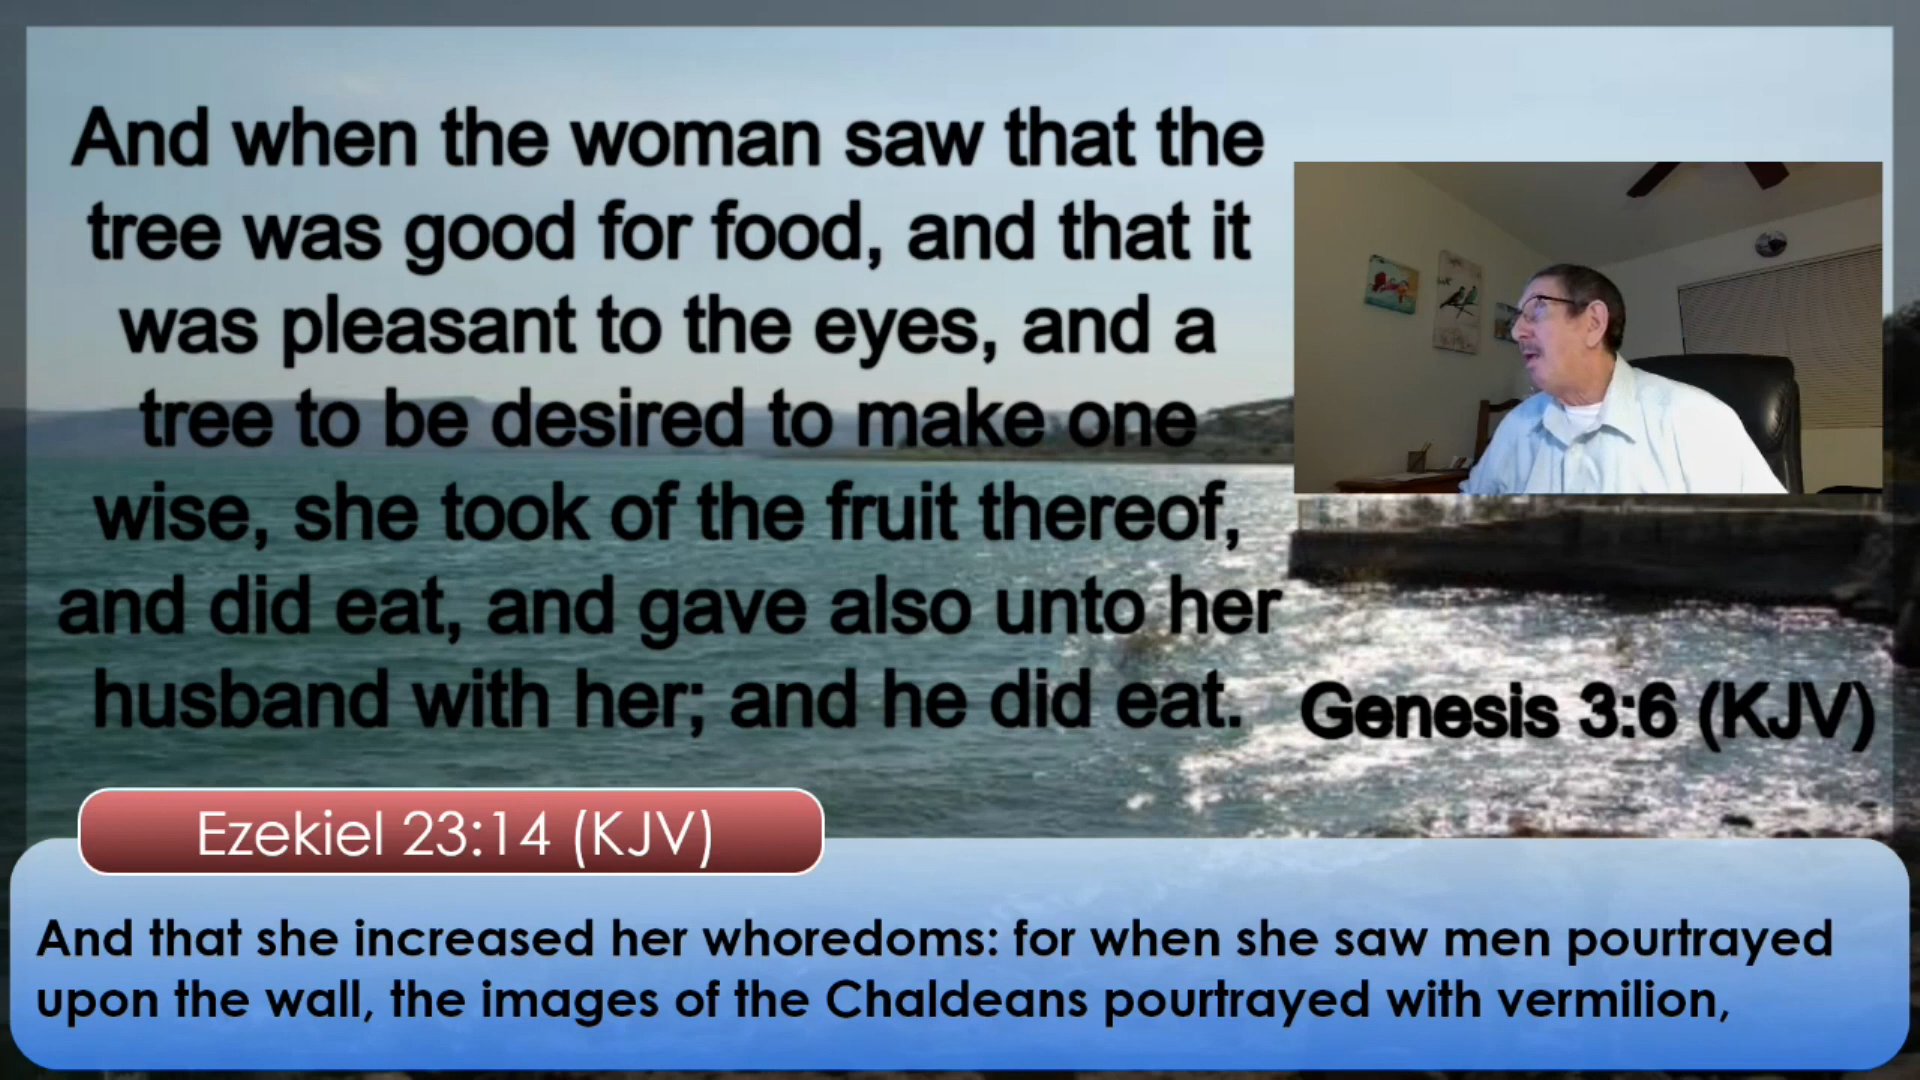 And when the woman saw that the
tree was good for food, and that it
was pleasant to the eyes, and a
tree to be desired to make one
wise, she took of the fruit thereof,
and did eat, and gave also unto her
husband with her; and he did eat.
Genesis 3:6 (KJV)
Ezekiel 23:14 (KJV)
And that she increased her whoredoms: for when she saw men pourtrayed
upon the wall, the images of the Chaldeans pourtrayed with vermilion,